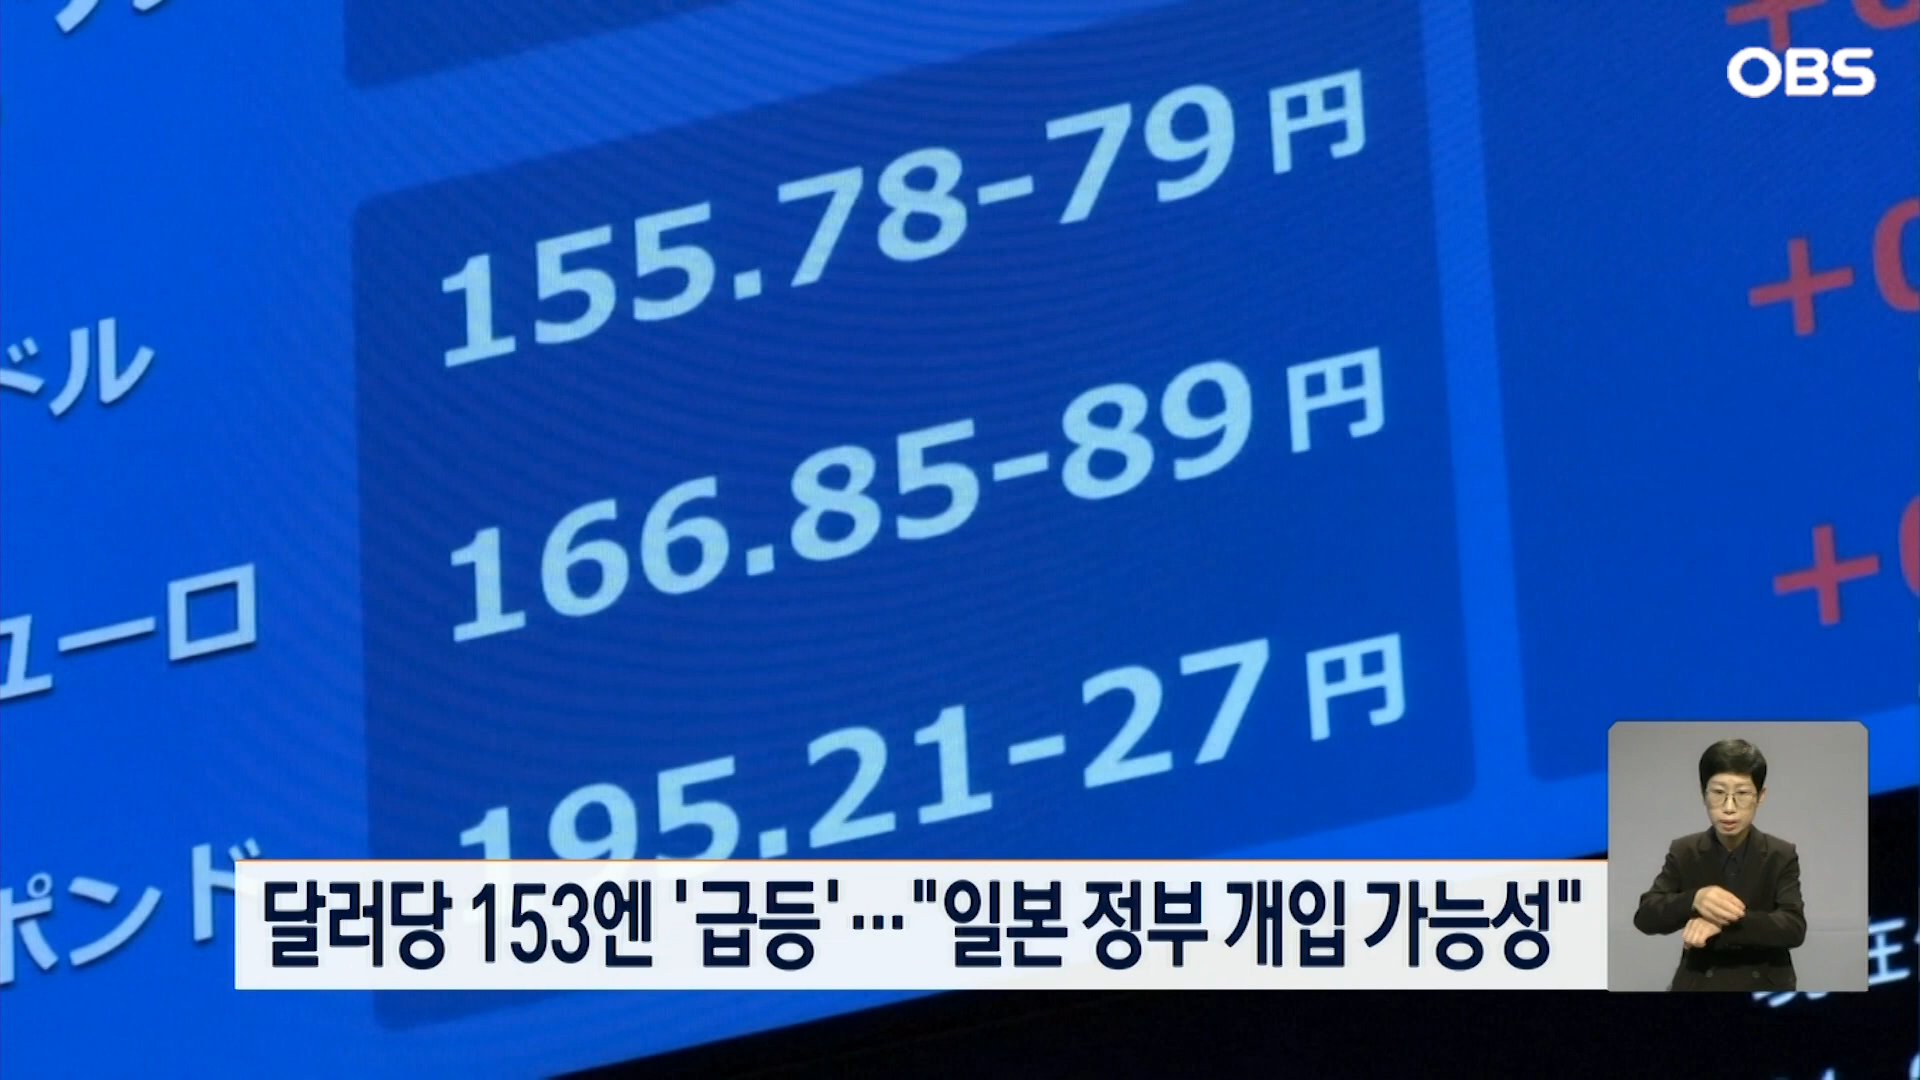 OBS
155.78-79円
ドル
166.85-89円
ユーロ
195.21-27円
ポンド
달러당 153엔 '급등'…"일본 정부 개입 가능성"